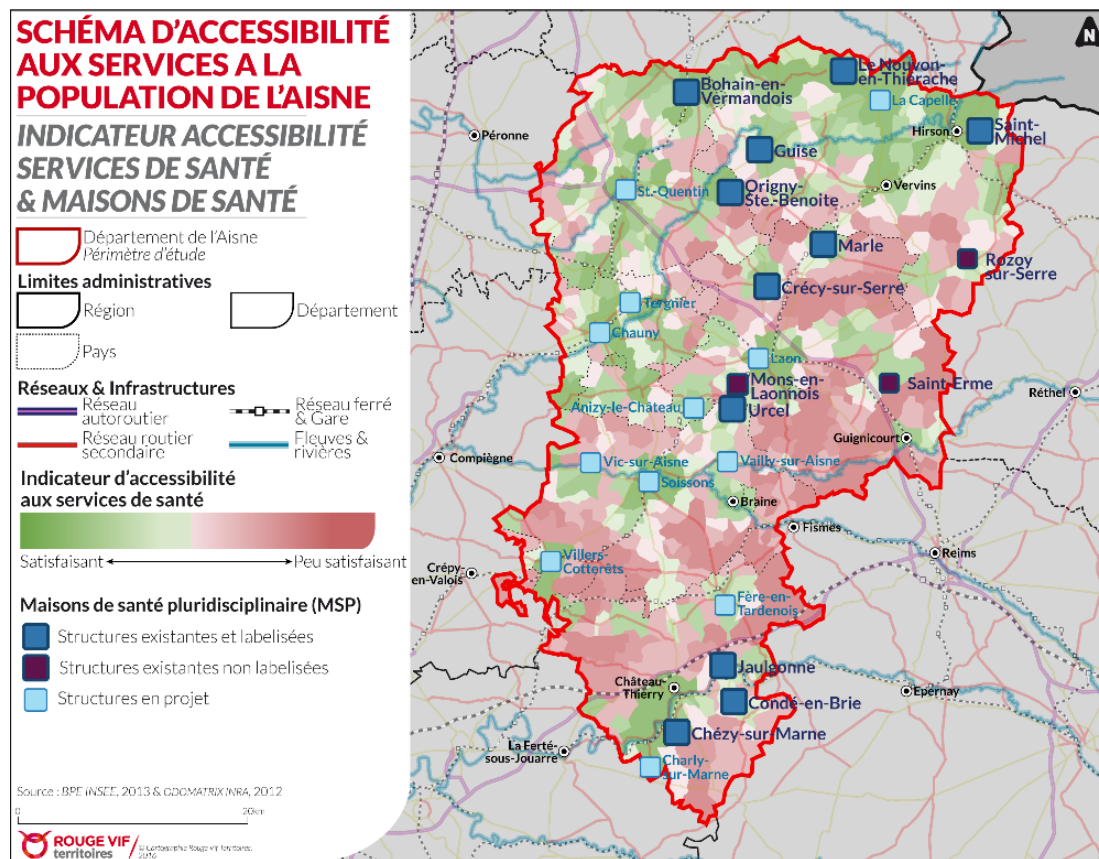 SCHÉMA D'ACCESSIBILITÉ
AUX SERVICES A LA
POPULATION DE L'AISNE
INDICATEUR ACCESSIBILITÉ
SERVICES DE SANTÉ
& MAISONS DE SANTÉ
Département de l'Aisne
Périmètre d'étude
Limites administratives
Région
Département
Pays
Réseaux & Infrastructures
Réseau
autoroutier
Réseau ferré
& Gare
Réseau routier
secondaire
Fleuves &
rivières
Indicateur d'accessibilité
aux services de santé
Satisfaisant
Peu satisfaisant
Maisons de santé pluridisciplinaire (MSP)
Structures existantes et labelisées
Structures existantes non labelisées
Structures en projet
Source : BPE INSEE, 2013 & ODOMATRIX INRA, 2012
0
20km
ROUGE VIF
territoires
© Cartographie Rouge Vif Territoires,
2016
N
Le Nouvon-
en-Thiérache
Bohain-en-
Vermandois
La Capelle
Péronne
Hirson
Saint-
Michel
Guise
St.-Quentin
Origny-
Ste.-Benoite
Vervins
Marle
Rozoy
sur-Serre
Crécy-sur-Serre
Tergnier
Chauny
Laon
Mons-en-
Laonnois
Saint-Erme
Réthel
Anizy-le-Château
Urcel
Guignicourt
Compiègne
Vic-sur-Aisne
Vailly-sur-Aisne
Soissons
Braine
Fismes
Reims
Villers-
Cotterêts
Crépy
en-Valois
Fère-en-
Tardenois
Jaulgonne
Château-
Thierry
Epernay
Condé-en-Brie
Chézy-sur-Marne
La Ferté-
sous-Jouarre
Charly-
sur-Marne